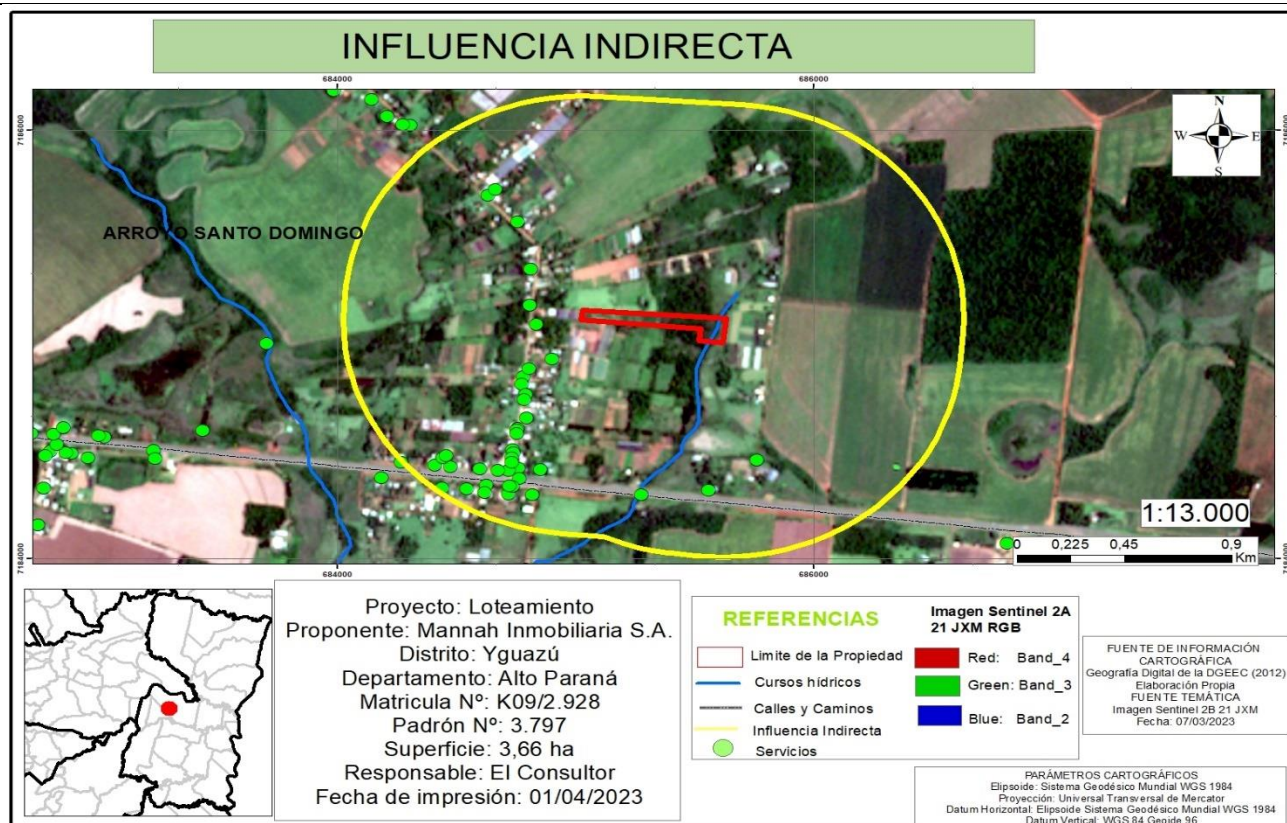 INFLUENCIA INDIRECTA
684000
686000
7186000
7186000
N
W
E
S
ARROYO SANTO DOMINGO
1:13.000
0 0,225 0,45 0,9
Km
7184000
7184000
684000
686000
Proyecto: Loteamiento
Proponente: Mannah Inmobiliaria S.A.
Distrito: Yguazú
Departamento: Alto Paraná
Matricula Nº: K09/2.928
Padrón Nº: 3.797
Superficie: 3,66 ha
Responsable: El Consultor
Fecha de impresión: 01/04/2023
REFERENCIAS
Limite de la Propiedad
Cursos hídricos
Calles y Caminos
Influencia Indirecta
Servicios
Imagen Sentinel 2A
21 JXM RGB
Red: Band_4
Green: Band_3
Blue: Band_2
FUENTE DE INFORMACIÓN
CARTOGRÀFICA
Geografía Digital de la DGEEC (2012)
Elaboración Propia
FUENTE TEMÁTICA
Imagen Sentinel 2B 21 JXM
Fecha: 07/03/2023
PARÁMETROS CARTOGRÁFICOS
Elipsoide: Sistema Geodésico Mundial WGS 1984
Proyección: Universal Transversal de Mercator
Datum Horizontal: Elipsoide Sistema Geodésico Mundial WGS 1984
Datum Vertical: WGS 84 Geoide 96